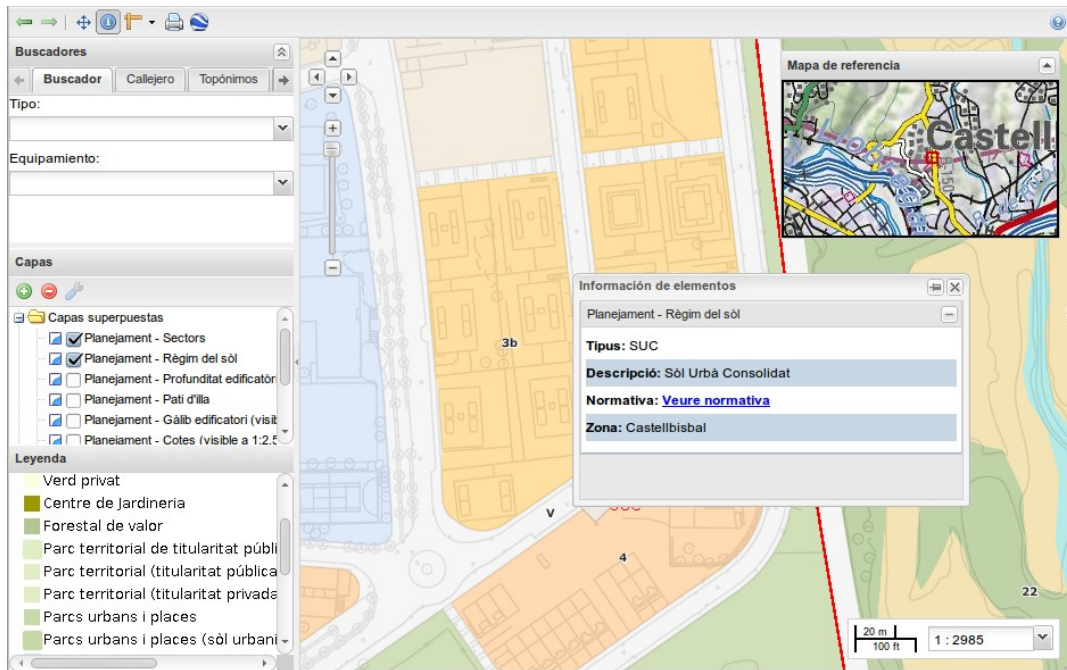 Buscadores
Buscador
Callejero
Topónimos
Tipo:
Equipamiento:
Capas
Capas superpuestas
Planejament - Sectors
Planejament - Règim del sòl
Planejament - Profunditat edificatòri
Planejament - Pati d'illa
Planejament - Gàlib edificatori (visib
Planejament - Cotes (visible a 1:2.5
Leyenda
Verd privat
Centre de Jardineria
Forestal de valor
Parc territorial de titularitat públi
Parc territorial (titularitat pública
Parc territorial (titularitat privada
Parcs urbans i places
Parcs urbans i places (sòl urbani
Mapa de referencia
Castell
3b
Información de elementos
Planejament - Règim del sòl
Tipus: SUC
Descripció: Sòl Urbà Consolidat
Normativa: Veure normativa
Zona: Castellbisbal
V
SUC
4
22
20 m
100 ft
1 : 2985